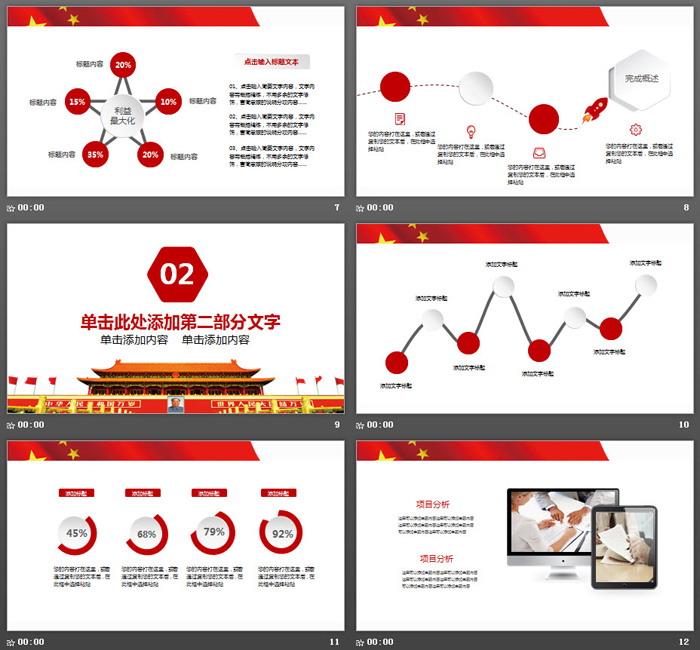 标题内容
20%
标题内容
15%
10%
标题内容
利益
最大化
标题内容
35%
20%
标题内容
点击输入标题文本
01、点击输入简要文字内容，文字内
容需概括精炼，不用多余的文字修
饰，言简意赅的说明分项内容……
02、点击输入简要文字内容，文字内
容需概括精炼，不用多余的文字修
饰，言简意赅的说明分项内容……
03、点击输入简要文字内容，文字内
容需概括精炼，不用多余的文字修
饰，言简意赅的说明分项内容……
00:00
7
完成概述
您的内容打在这里，或者通过
复制您的文本后，在此框中选
择粘贴
您的内容打在这里，或者通过
复制您的文本后，在此框中选
择粘贴
您的内容打在这里，或者通过
复制您的文本后，在此框中选
择粘贴
您的内容打在这里，或者通过
复制您的文本后，在此框中选
择粘贴
00:00
8
02
单击此处添加第二部分文字
单击添加内容 单击添加内容
中华人民共和国万岁
世界人民大团结万岁
00:00
9
添加文字标题
添加文字标题
添加文字标题
添加文字标题
添加文字标题
添加文字标题
添加文字标题
添加文字标题
00:00
10
添加标题
添加标题
添加标题
添加标题
45%
68%
79%
92%
您的内容打在这里，或者
通过复制您的文本后，在
此框中选择粘贴
您的内容打在这里，或者
通过复制您的文本后，在
此框中选择粘贴
您的内容打在这里，或者
通过复制您的文本后，在
此框中选择粘贴
您的内容打在这里，或者
通过复制您的文本后，在
此框中选择粘贴
00:00
11
项目分析
项目分析
00:00
12